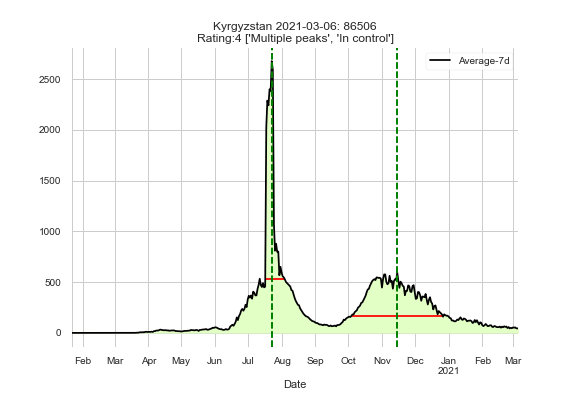 Kyrgyzstan 2021-03-06: 86506
Rating:4 ['Multiple peaks', 'In control']
Average-7d
2500
2000
1500
1000
500
0
Feb Mar Apr May Jun Jul Aug Sep Oct Nov Dec Jan Feb Mar
2021
Date